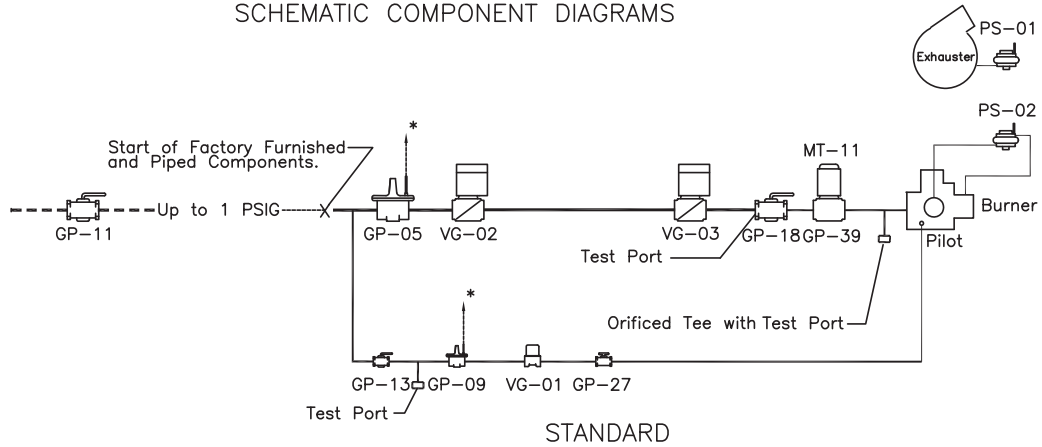 SCHEMATIC COMPONENT DIAGRAMS
PS-01
Exhauster
PS-02
*
Start of Factory Furnished
and Piped Components.
MT-11
Up to 1 PSIG
Burner
GP-11
GP-05
VG-02
VG-03
GP-18
GP-39
Pilot
Test Port
*
Orificed Tee with Test Port
GP-13
GP-09
VG-01
GP-27
Test Port
STANDARD